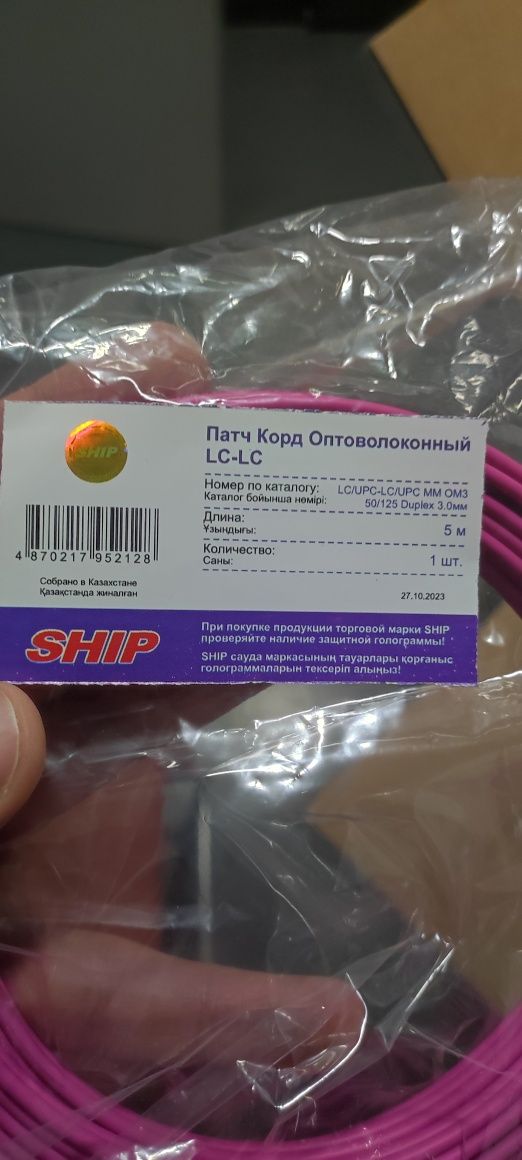 SHIP
Патч Корд Оптоволоконный
LC-LC
Номер по каталогу: LC/UPC-LC/UPC MM OM3
Каталог бойынша нөмірі: 50/125 Duplex 3.0мм
Длина:
Ұзындығы: 5 м
Количество:
Саны: 1 шт.
4 870217 952128
Собрано в Казахстане
Қазақстанда жиналған
27.10.2023
SHIP
При покупке продукции торговой марки SHIP
проверяйте наличие защитной голограммы!
SHIP сауда маркасының тауарлары қорғаныс
голограммаларын тексеріп алыңыз!